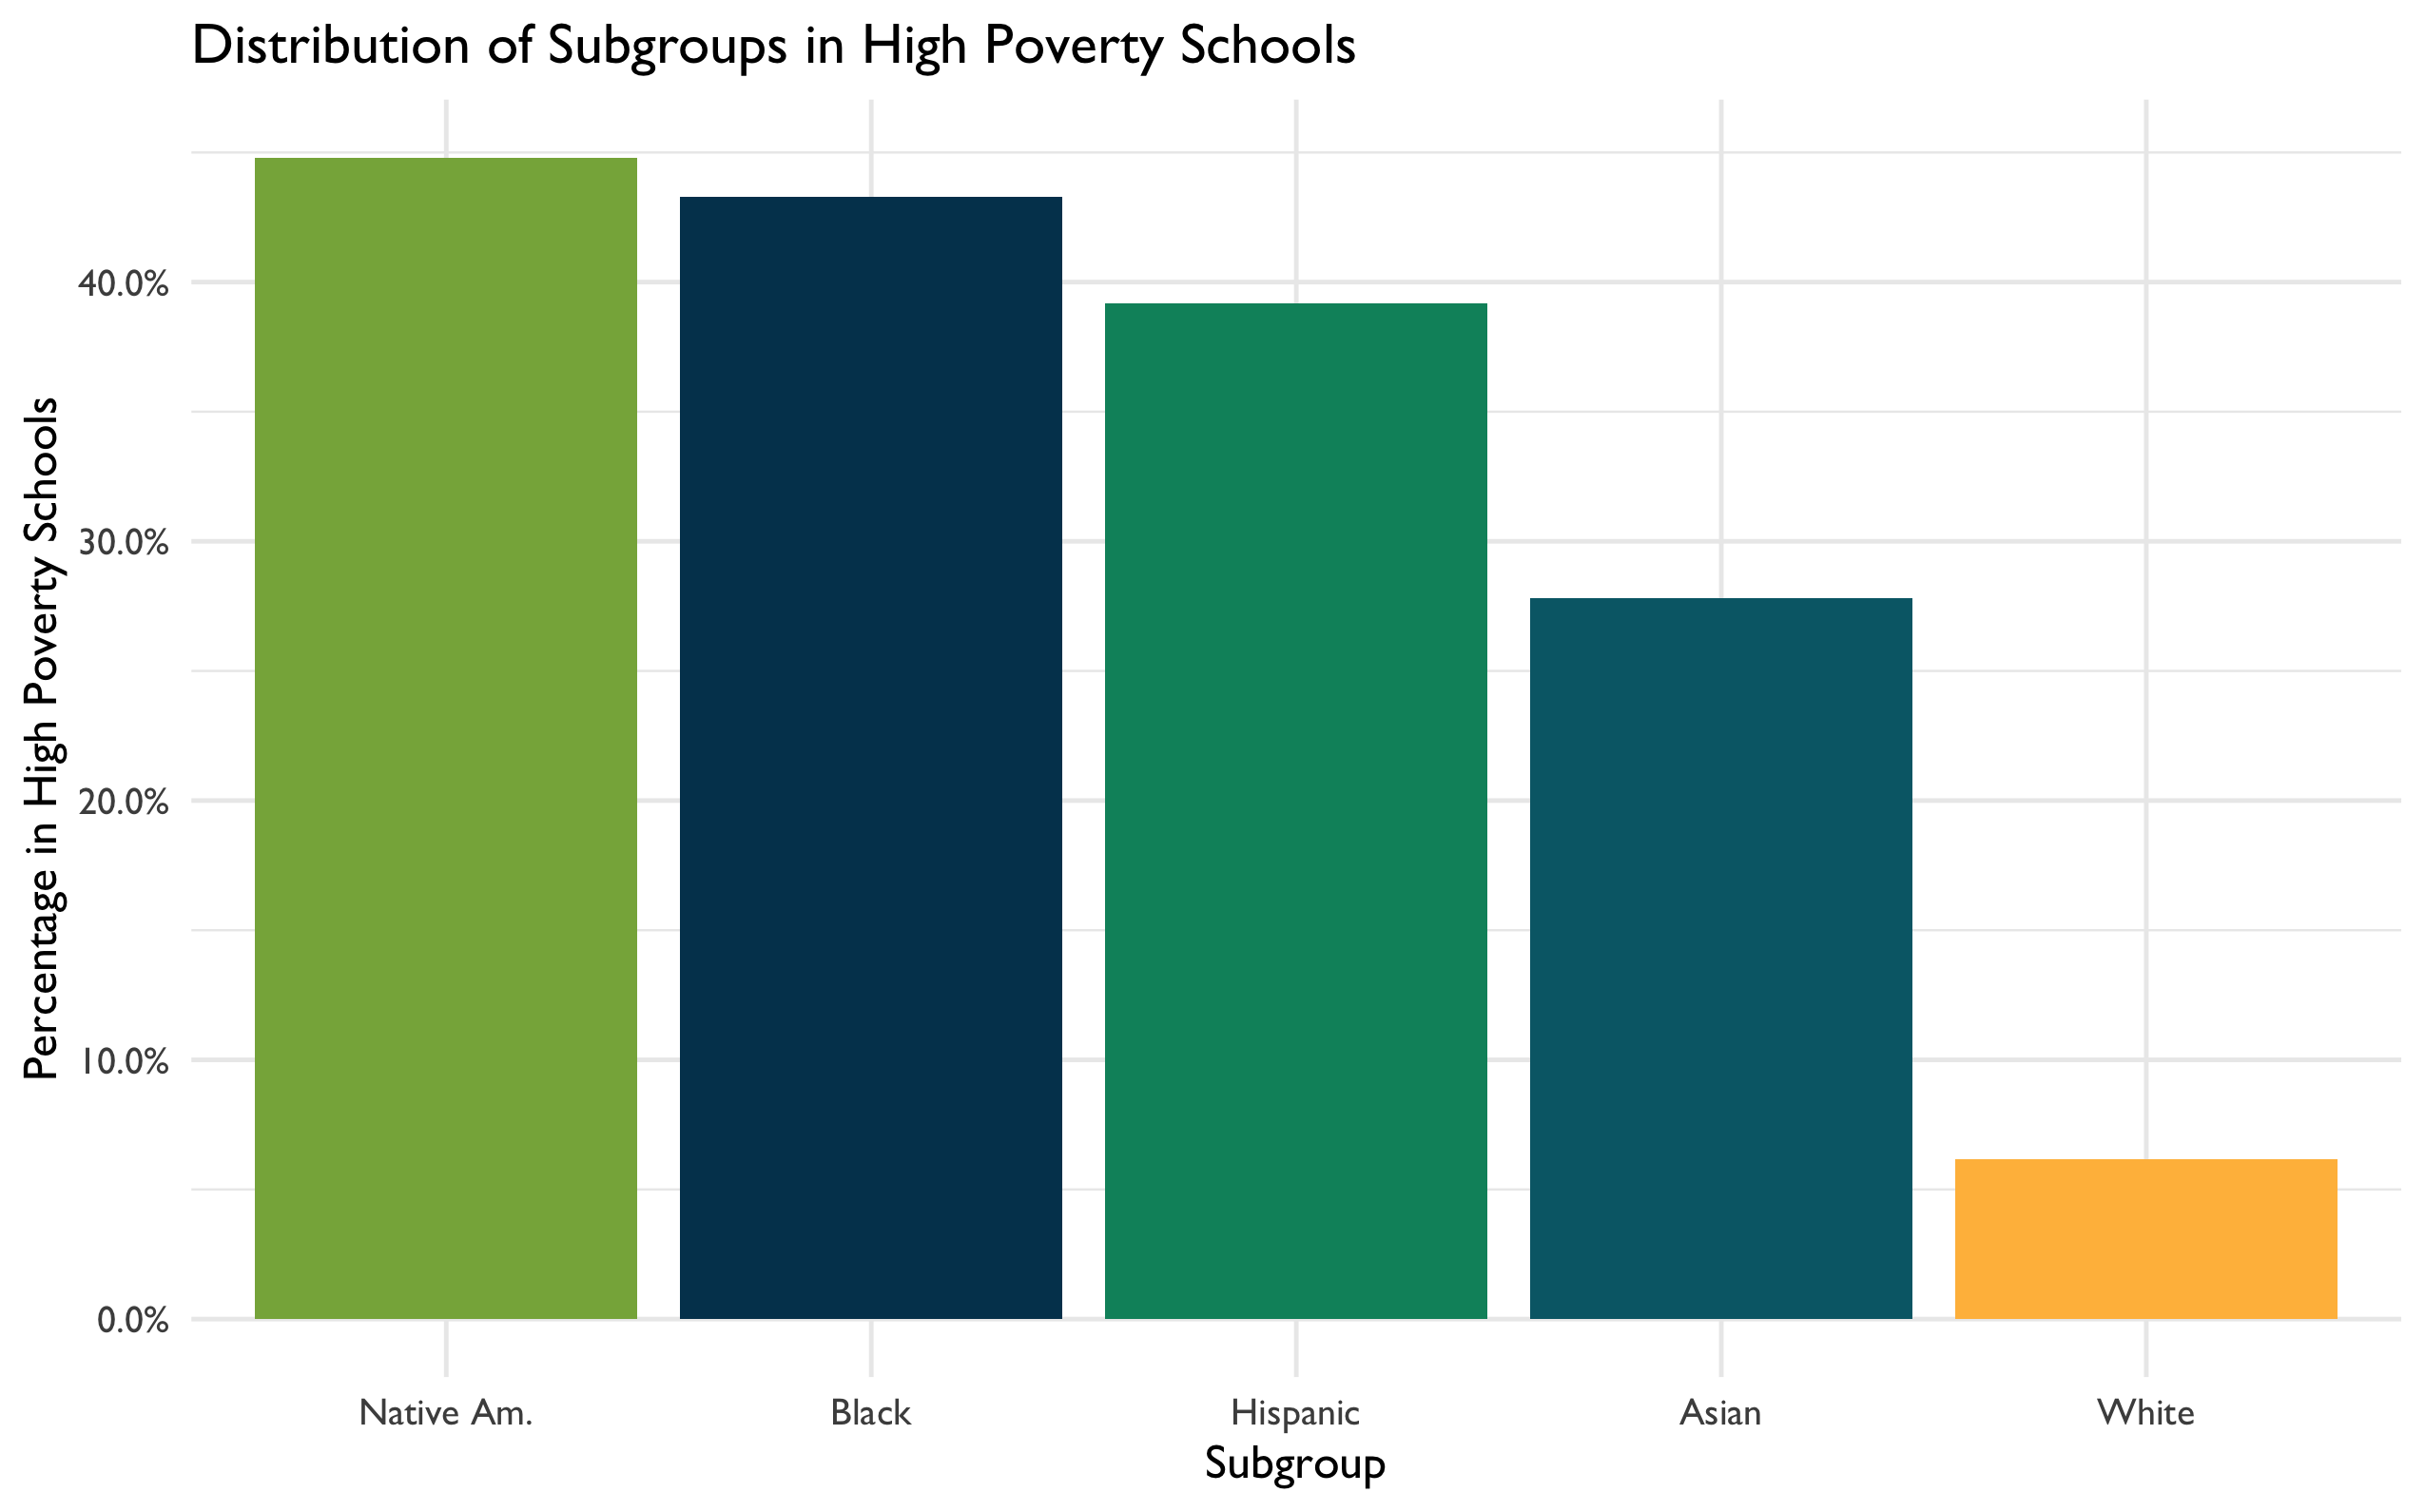 Distribution of Subgroups in High Poverty Schools
Percentage in High Poverty Schools
40.0%
30.0%
20.0%
10.0%
0.0%
Native Am.
Black
Hispanic
Asian
White
Subgroup